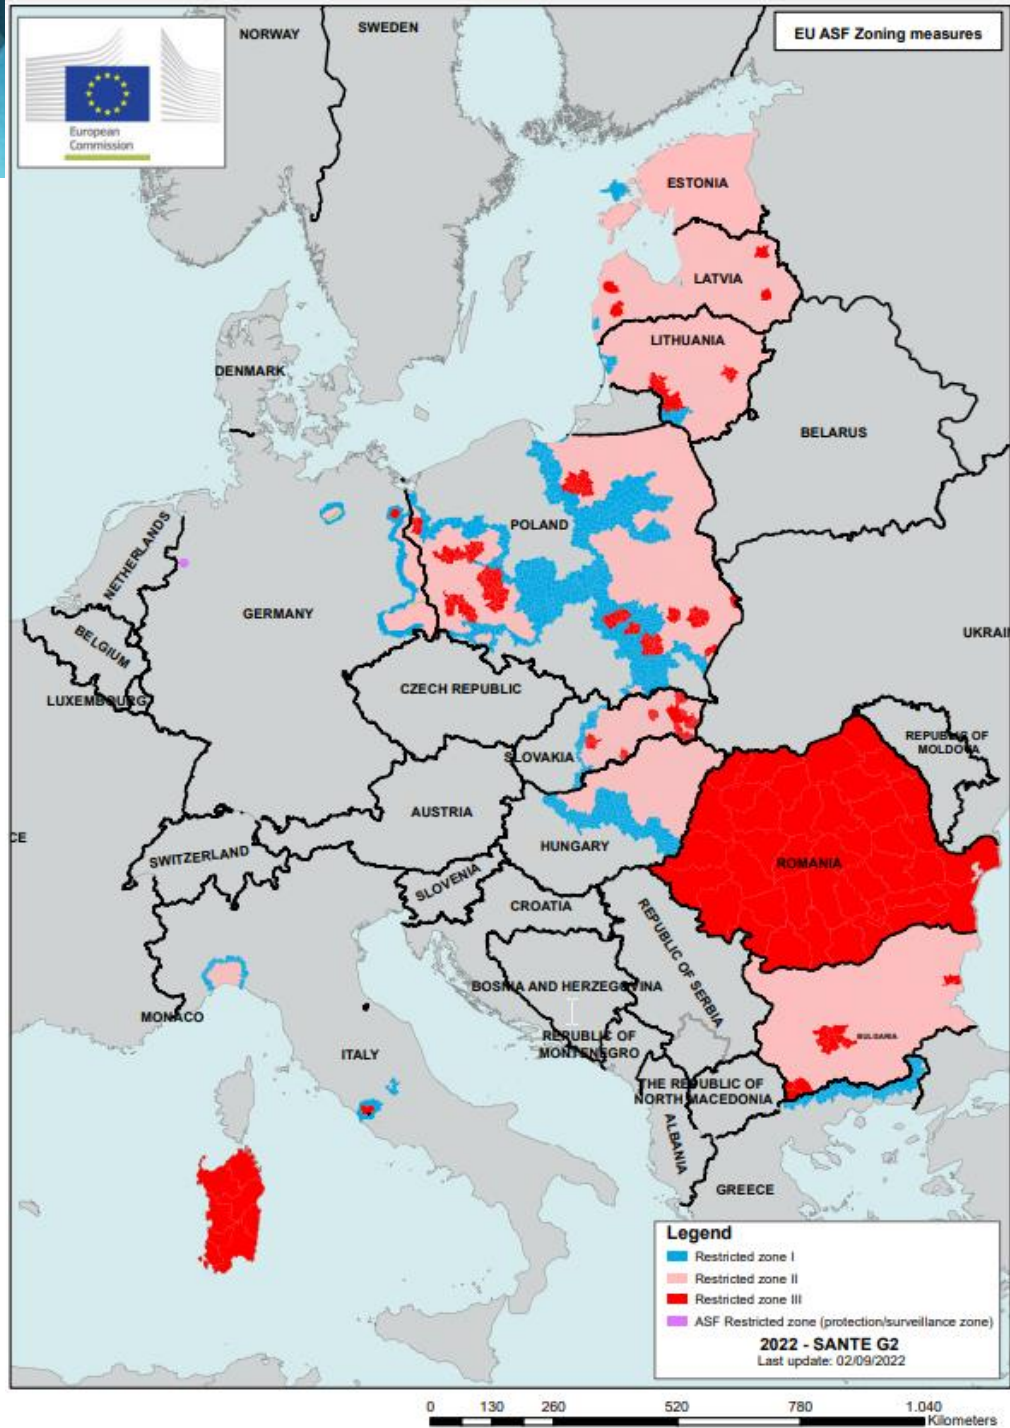 NORWAY
SWEDEN
EU ASF Zoning measures
European
Commission
ESTONIA
LATVIA
LITHUANIA
DENMARK
BELARUS
POLAND
NETHERLANDS
GERMANY
UKRAI
BELGIUM
LUXEMBOURG
CZECH REPUBLIC
REPUBLIC OF
MOLDOVA
SLOVAKIA
AUSTRIA
CE
HUNGARY
SWITZERLAND
ROMANIA
SLOVENIA
CROATIA
REPUBLIC OF SERBIA
BOSNIA AND HERZEGOVINA
MONACO
BULGARIA
REPUBLIC OF
MONTENEGRO
ITALY
THE REPUBLIC OF
NORTH MACEDONIA
ALBANIA
GREECE
Legend
Restricted zone I
Restricted zone II
Restricted zone III
ASF Restricted zone (protection/surveillance zone)
2022 - SANTE G2
Last update: 02/09/2022
0 130 260 520 780 1.040
Kilometers